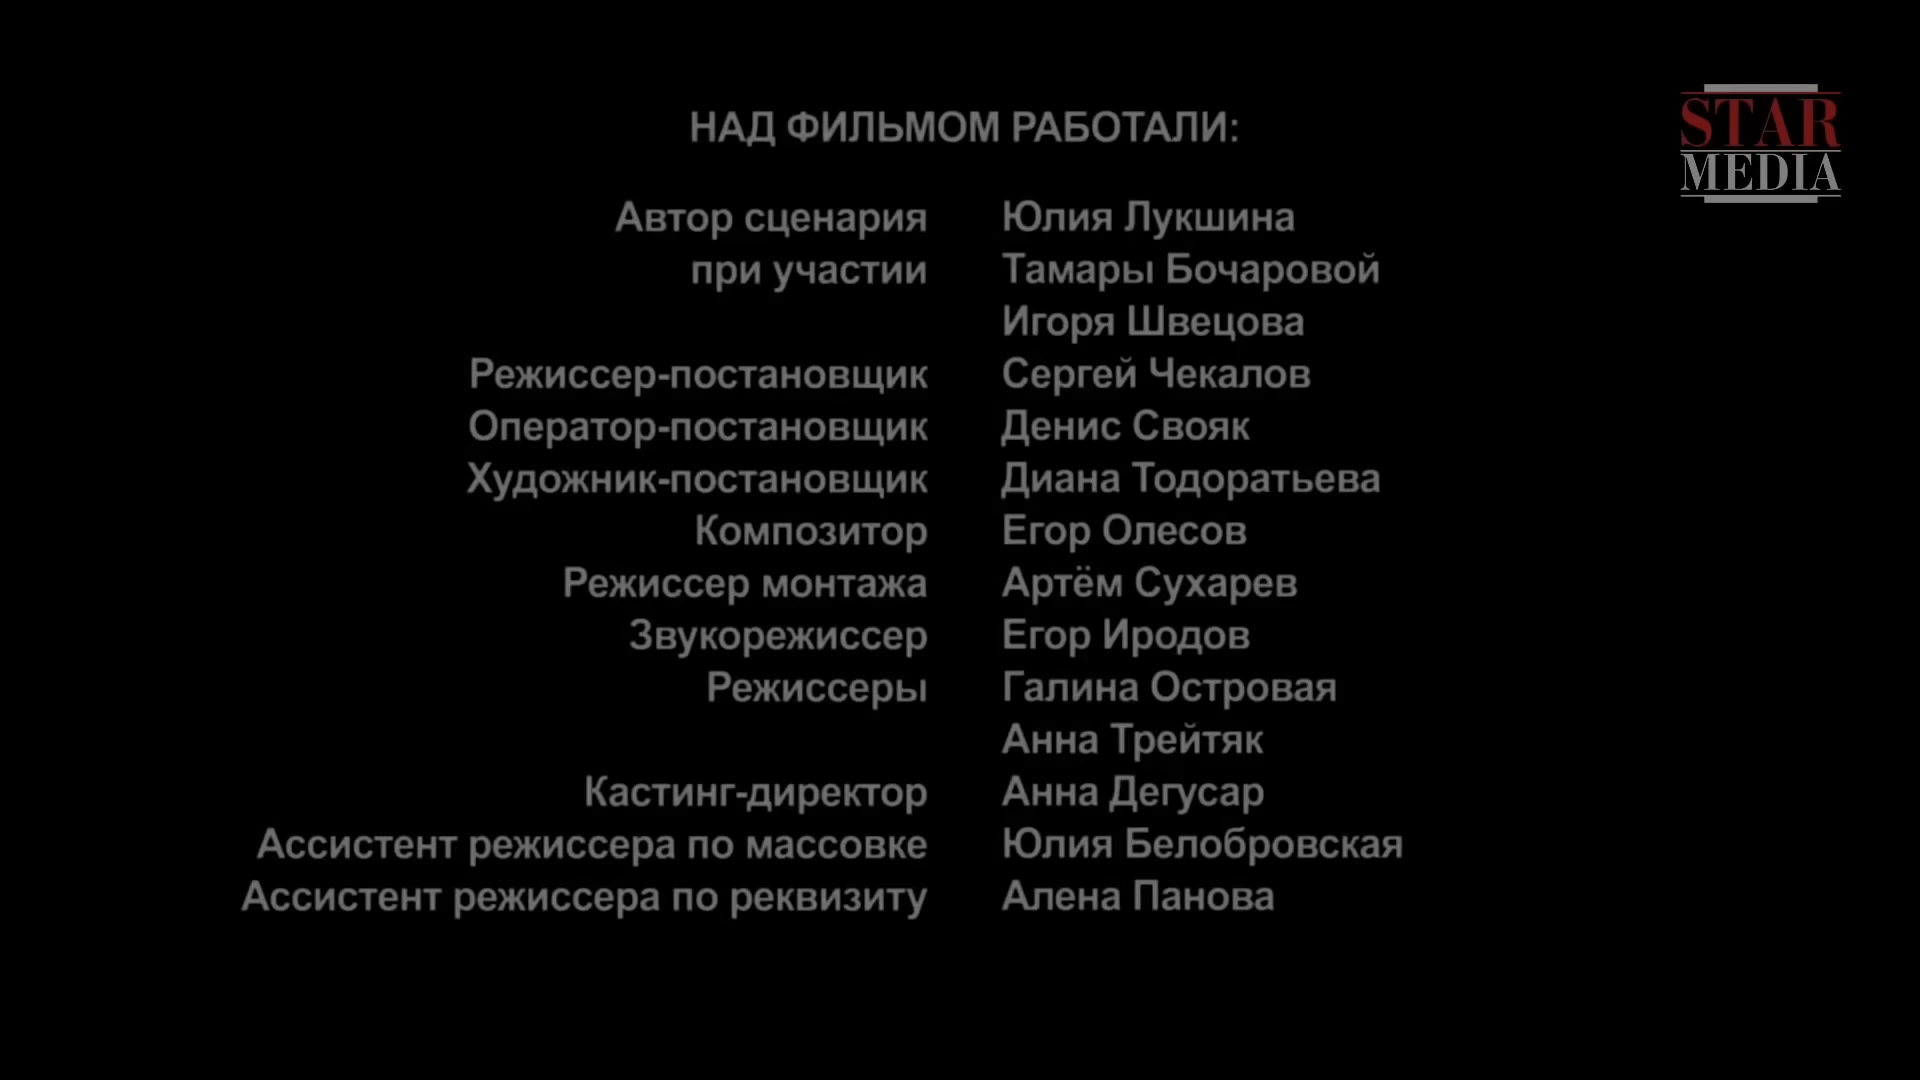 НАД ФИЛЬМОМ РАБОТАЛИ:
STAR
MEDIA
Автор сценария Юлия Лукшина
при участии Тамары Бочаровой
Игоря Швецова
Режиссер-постановщик Сергей Чекалов
Оператор-постановщик Денис Свояк
Художник-постановщик Диана Тодоратьева
Композитор Егор Олесов
Режиссер монтажа Артём Сухарев
Звукорежиссер Егор Иродов
Режиссеры Галина Островая
Анна Трейтяк
Кастинг-директор Анна Дегусар
Ассистент режиссера по массовке Юлия Белобровская
Ассистент режиссера по реквизиту Алена Панова